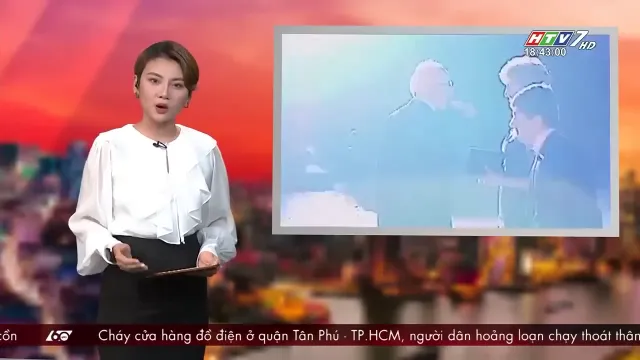 HTV7 HD
18:43:00
cồn
60 Cháy cửa hàng đồ điện ở quận Tân Phú - TP.HCM, người dân hoảng loạn chạy thoát thân